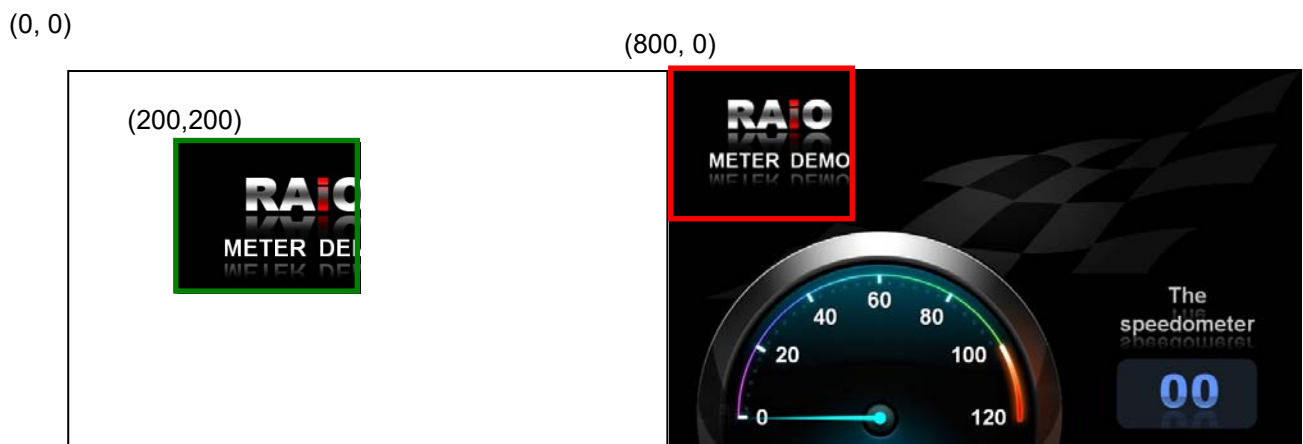 (0, 0)
(800, 0)
(200,200)
RAiO
METER DEMO
RAiO
METER DE
60
40
80
20
100
0
120
The
speedometer
00